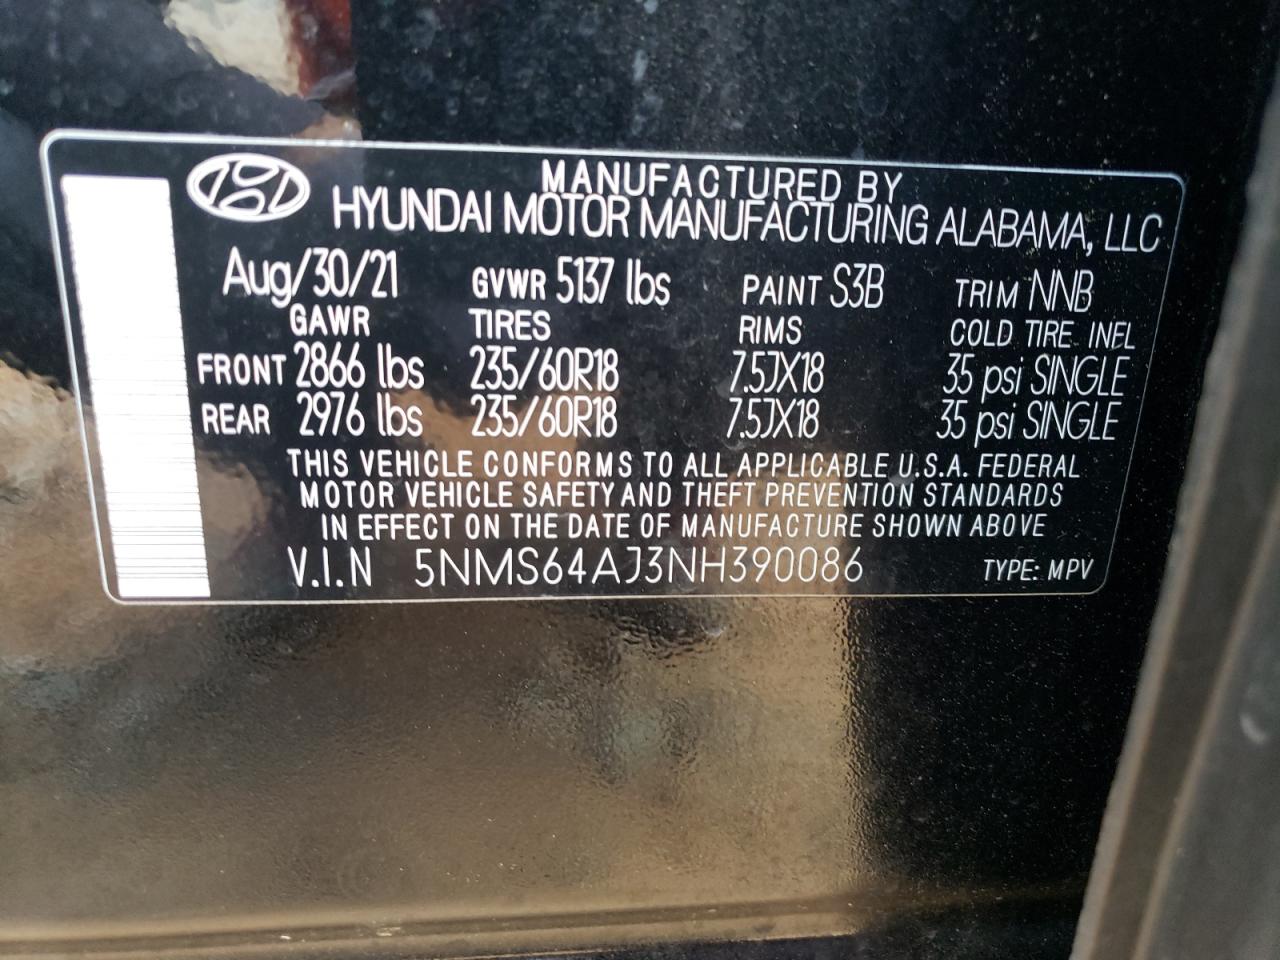 MANUFACTURED BY
HYUNDAI MOTOR MANUFACTURING ALABAMA, LLC
Aug/30/21 GVWR 5137 lbs PAINT S3B TRIM NNB
GAWR TIRES RIMS COLD TIRE INFL
FRONT 2866 lbs 235/60R18 7.5JX18 35 psi SINGLE
REAR 2976 lbs 235/60R18 7.5JX18 35 psi SINGLE
THIS VEHICLE CONFORMS TO ALL APPLICABLE U.S.A. FEDERAL
MOTOR VEHICLE SAFETY AND THEFT PREVENTION STANDARDS
IN EFFECT ON THE DATE OF MANUFACTURE SHOWN ABOVE
V.I.N 5NMS64AJ3NH390086 TYPE: MPV